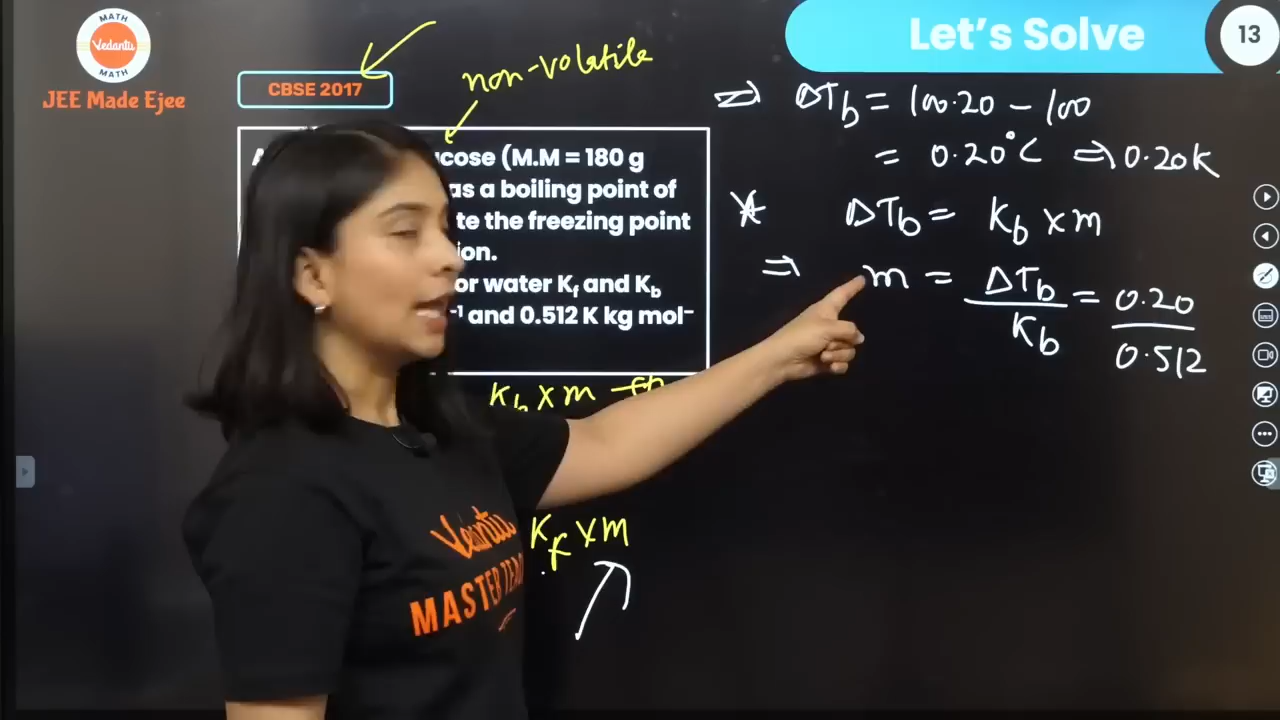 MATH
Vedantu
MATH
JEE Made Ejee
CBSE 2017
non-volatile
Let's Solve
13
A
cose (M.M = 180 g
as a boiling point of
te the freezing point
ion.
or water Kf and Kb
-1 and 0.512 K kg mol-
Kb × m
Kf × m
⇒ ΔTb = 100.20 - 100
= 0.20°C ⇒ 0.20K
* ΔTb = Kb × m
⇒ m = ΔTb / Kb = 0.20 / 0.512
Vedantu
MASTER